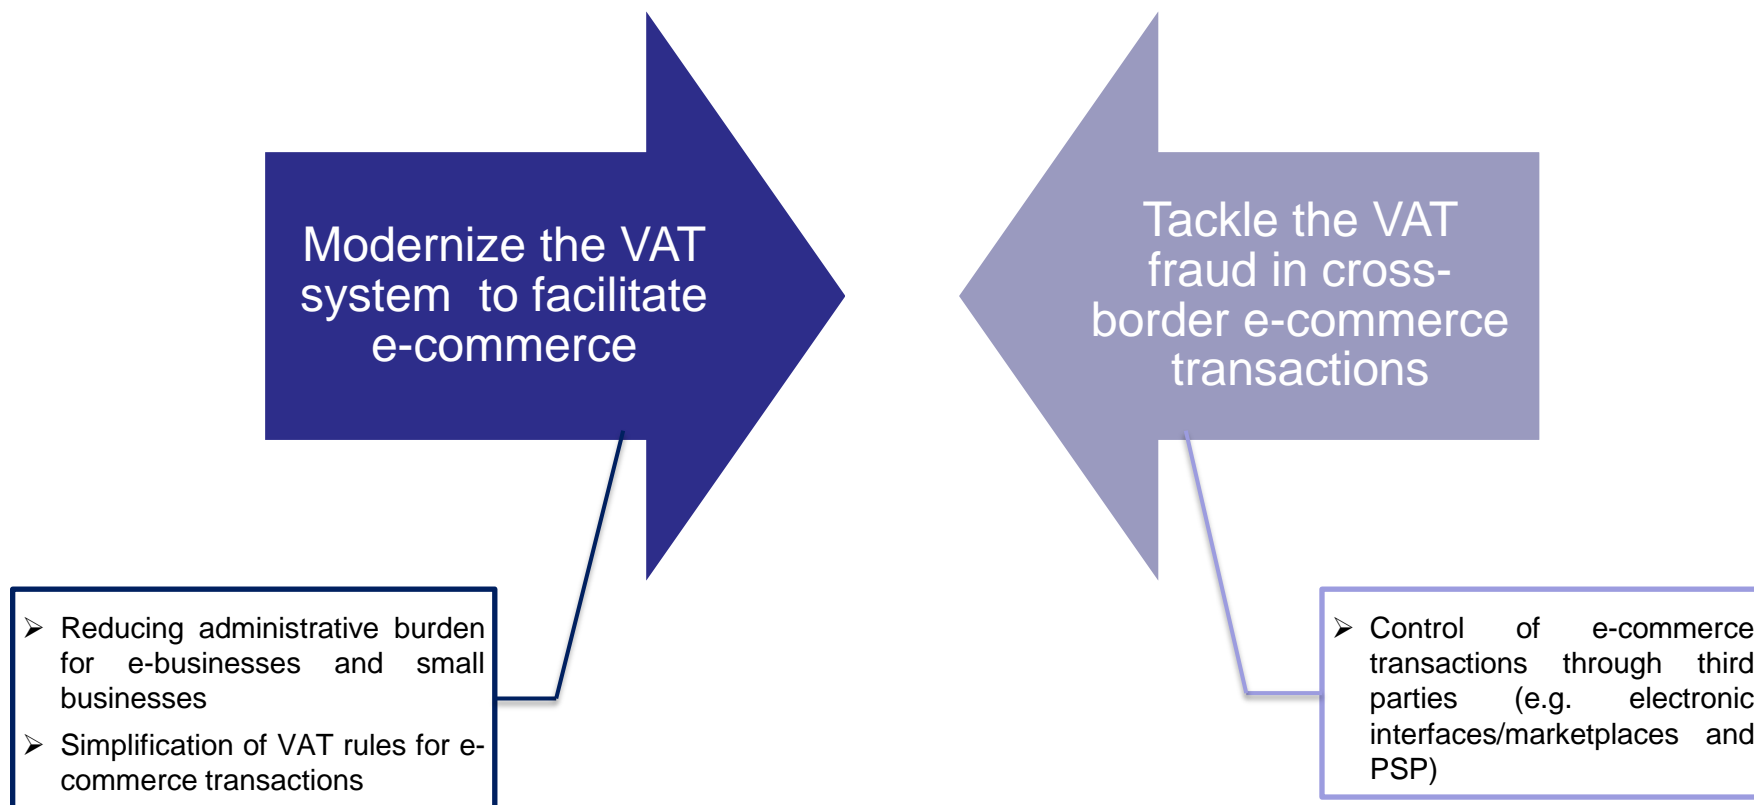 Modernize the VAT
system to facilitate
e-commerce
Tackle the VAT
fraud in cross-
border e-commerce
transactions
➢ Reducing administrative burden
for e-businesses and small
businesses
➢ Simplification of VAT rules for e-
commerce transactions
➢ Control of e-commerce
transactions through third
parties (e.g. electronic
interfaces/marketplaces and
PSP)